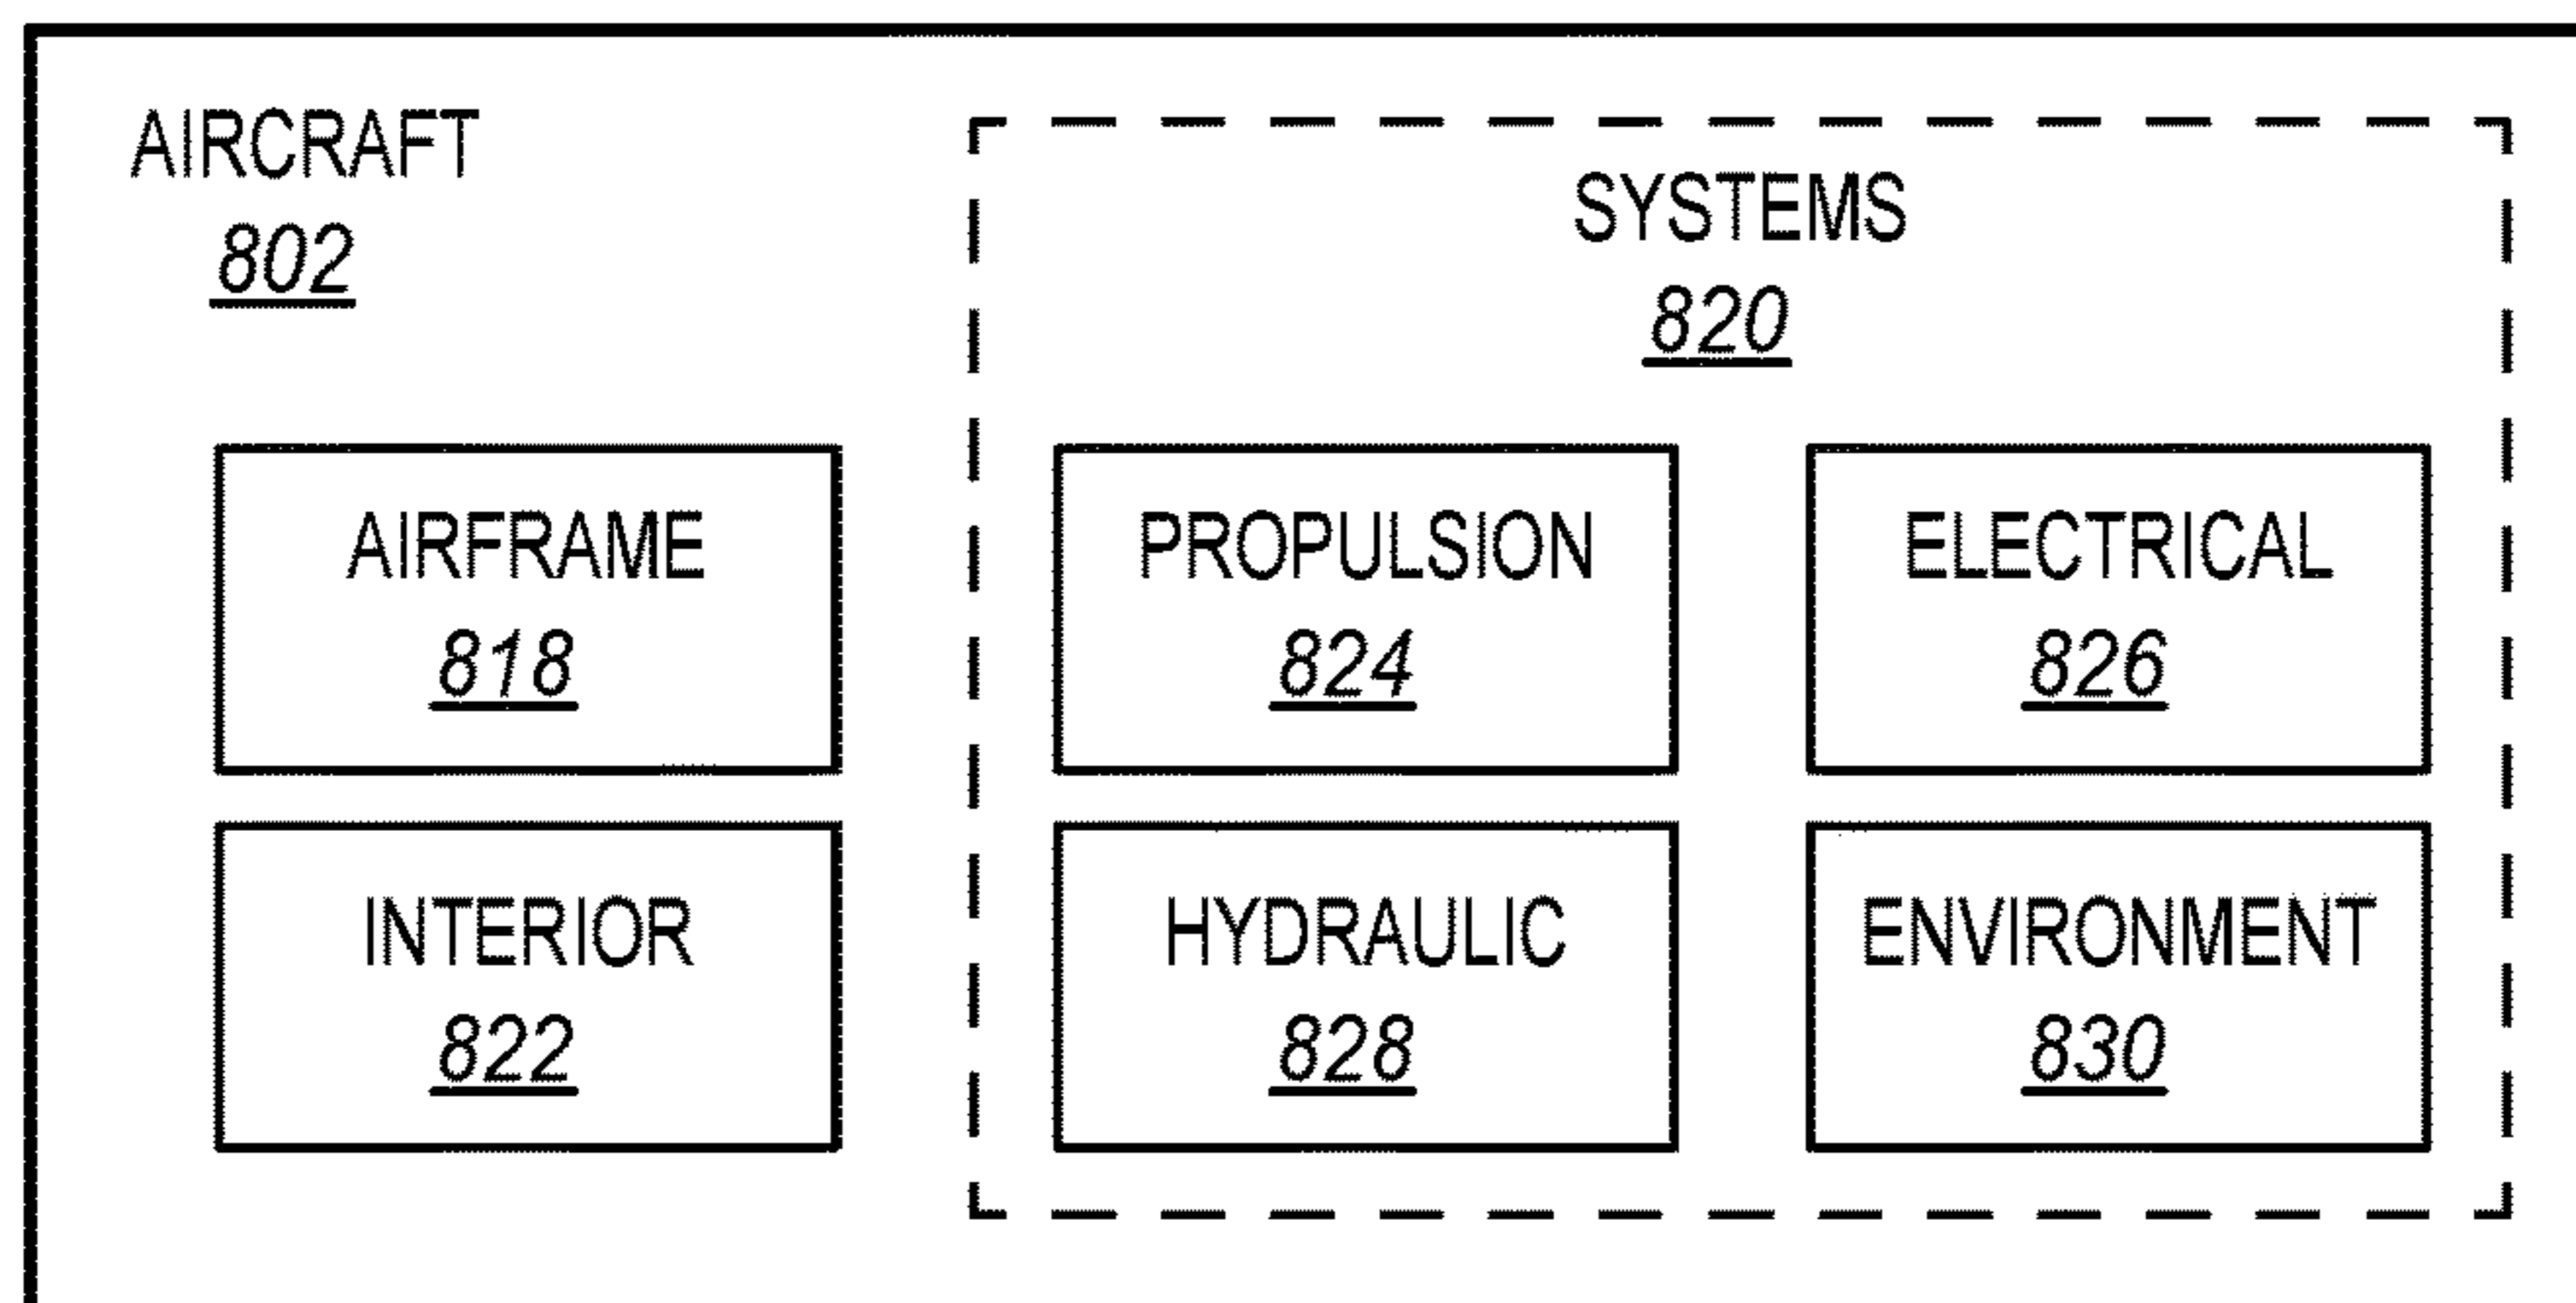 AIRCRAFT
802
SYSTEMS
820
AIRFRAME
818
PROPULSION
824
ELECTRICAL
826
INTERIOR
822
HYDRAULIC
828
ENVIRONMENT
830